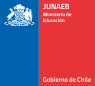 JUNAEB
Ministerio de
Educación
Gobierno de Chile